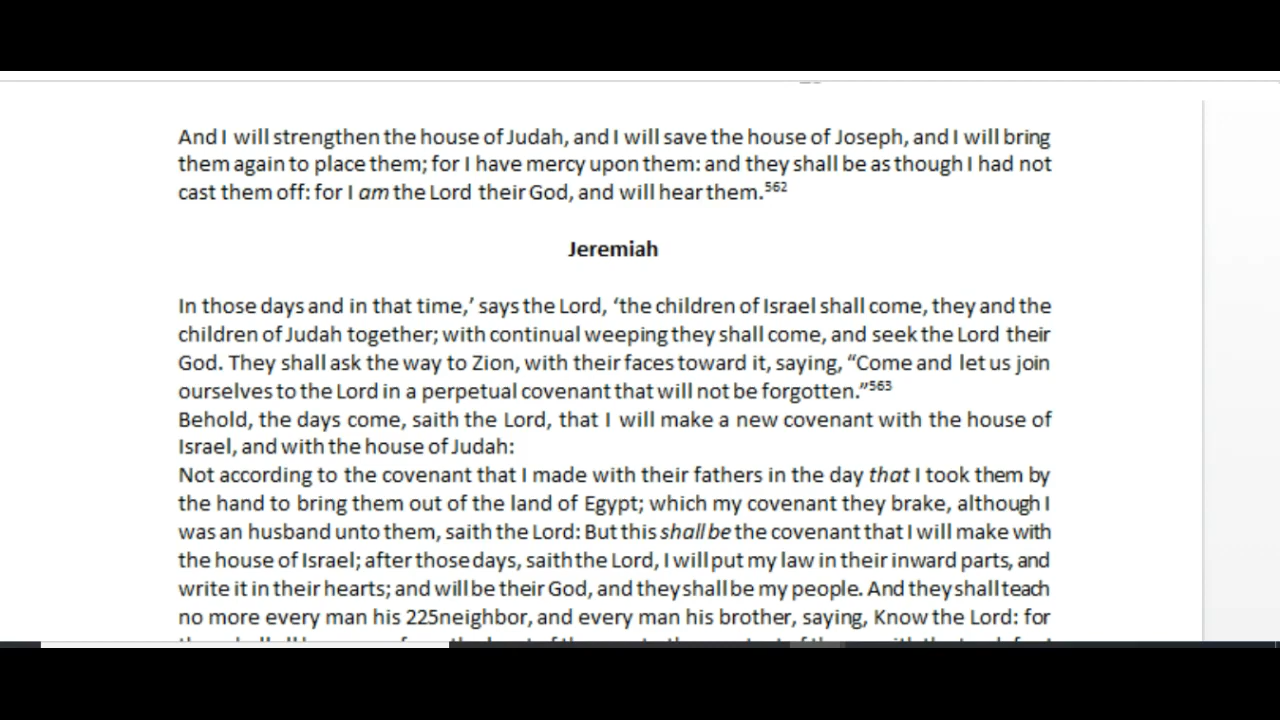 And I will strengthen the house of Judah, and I will save the house of Joseph, and I will bring
them again to place them; for I have mercy upon them: and they shall be as though I had not
cast them off: for I am the Lord their God, and will hear them.562
Jeremiah
In those days and in that time,’ says the Lord, ‘the children of Israel shall come, they and the
children of Judah together; with continual weeping they shall come, and seek the Lord their
God. They shall ask the way to Zion, with their faces toward it, saying, “Come and let us join
ourselves to the Lord in a perpetual covenant that will not be forgotten.”563
Behold, the days come, saith the Lord, that I will make a new covenant with the house of
Israel, and with the house of Judah:
Not according to the covenant that I made with their fathers in the day that I took them by
the hand to bring them out of the land of Egypt; which my covenant they brake, although I
was an husband unto them, saith the Lord: But this shall be the covenant that I will make with
the house of Israel; after those days, saith the Lord, I will put my law in their inward parts, and
write it in their hearts; and will be their God, and they shall be my people. And they shall teach
no more every man his 225neighbor, and every man his brother, saying, Know the Lord: for